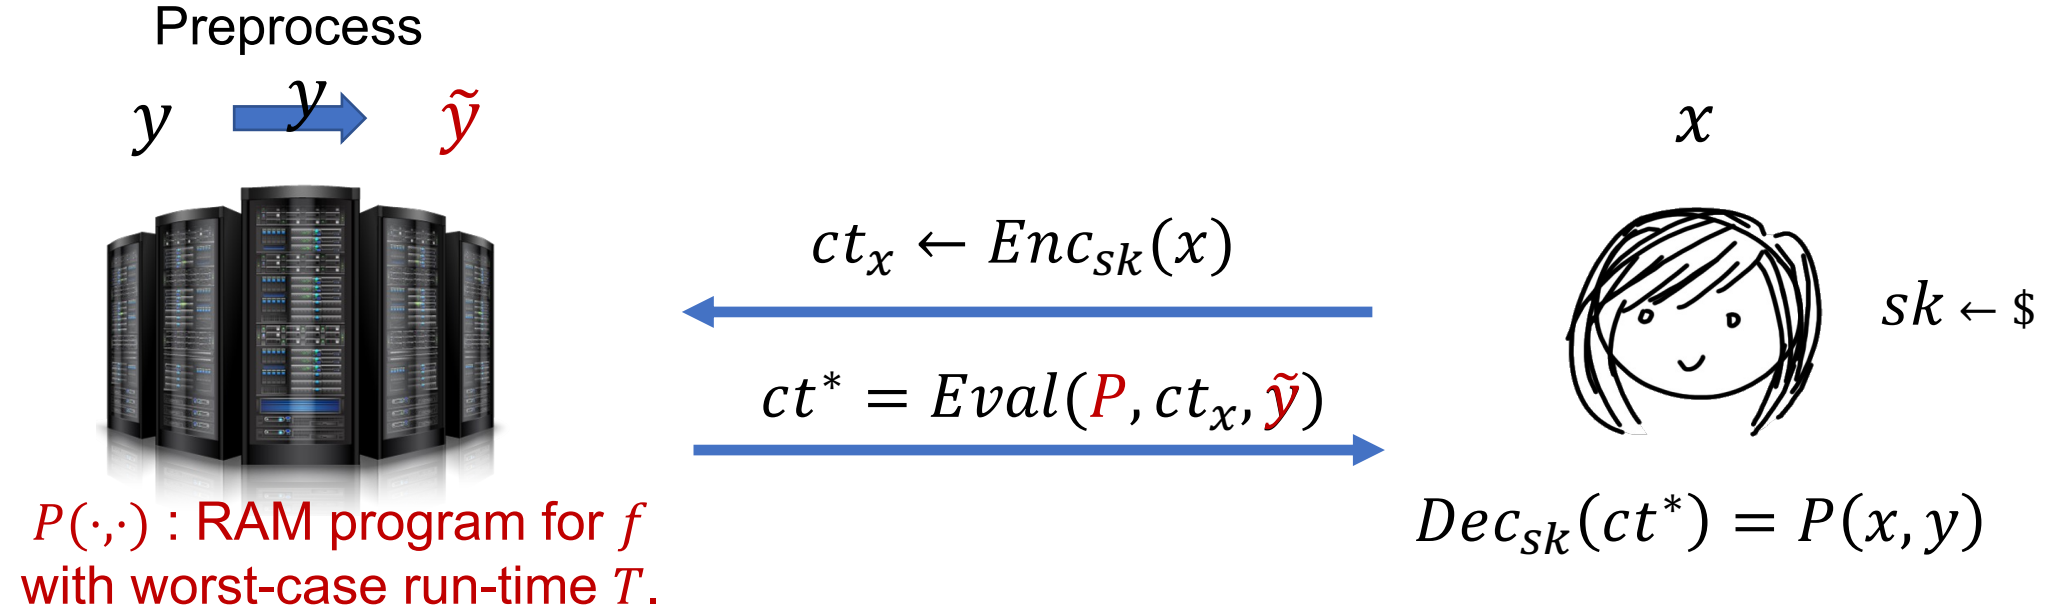 Preprocess
y y ỹ
x
ct_x ← Enc_sk(x)
sk ← $
ct* = Eval(P, ct_x, ỹ)
P(·,·) : RAM program for f
with worst-case run-time T.
Dec_sk(ct*) = P(x, y)